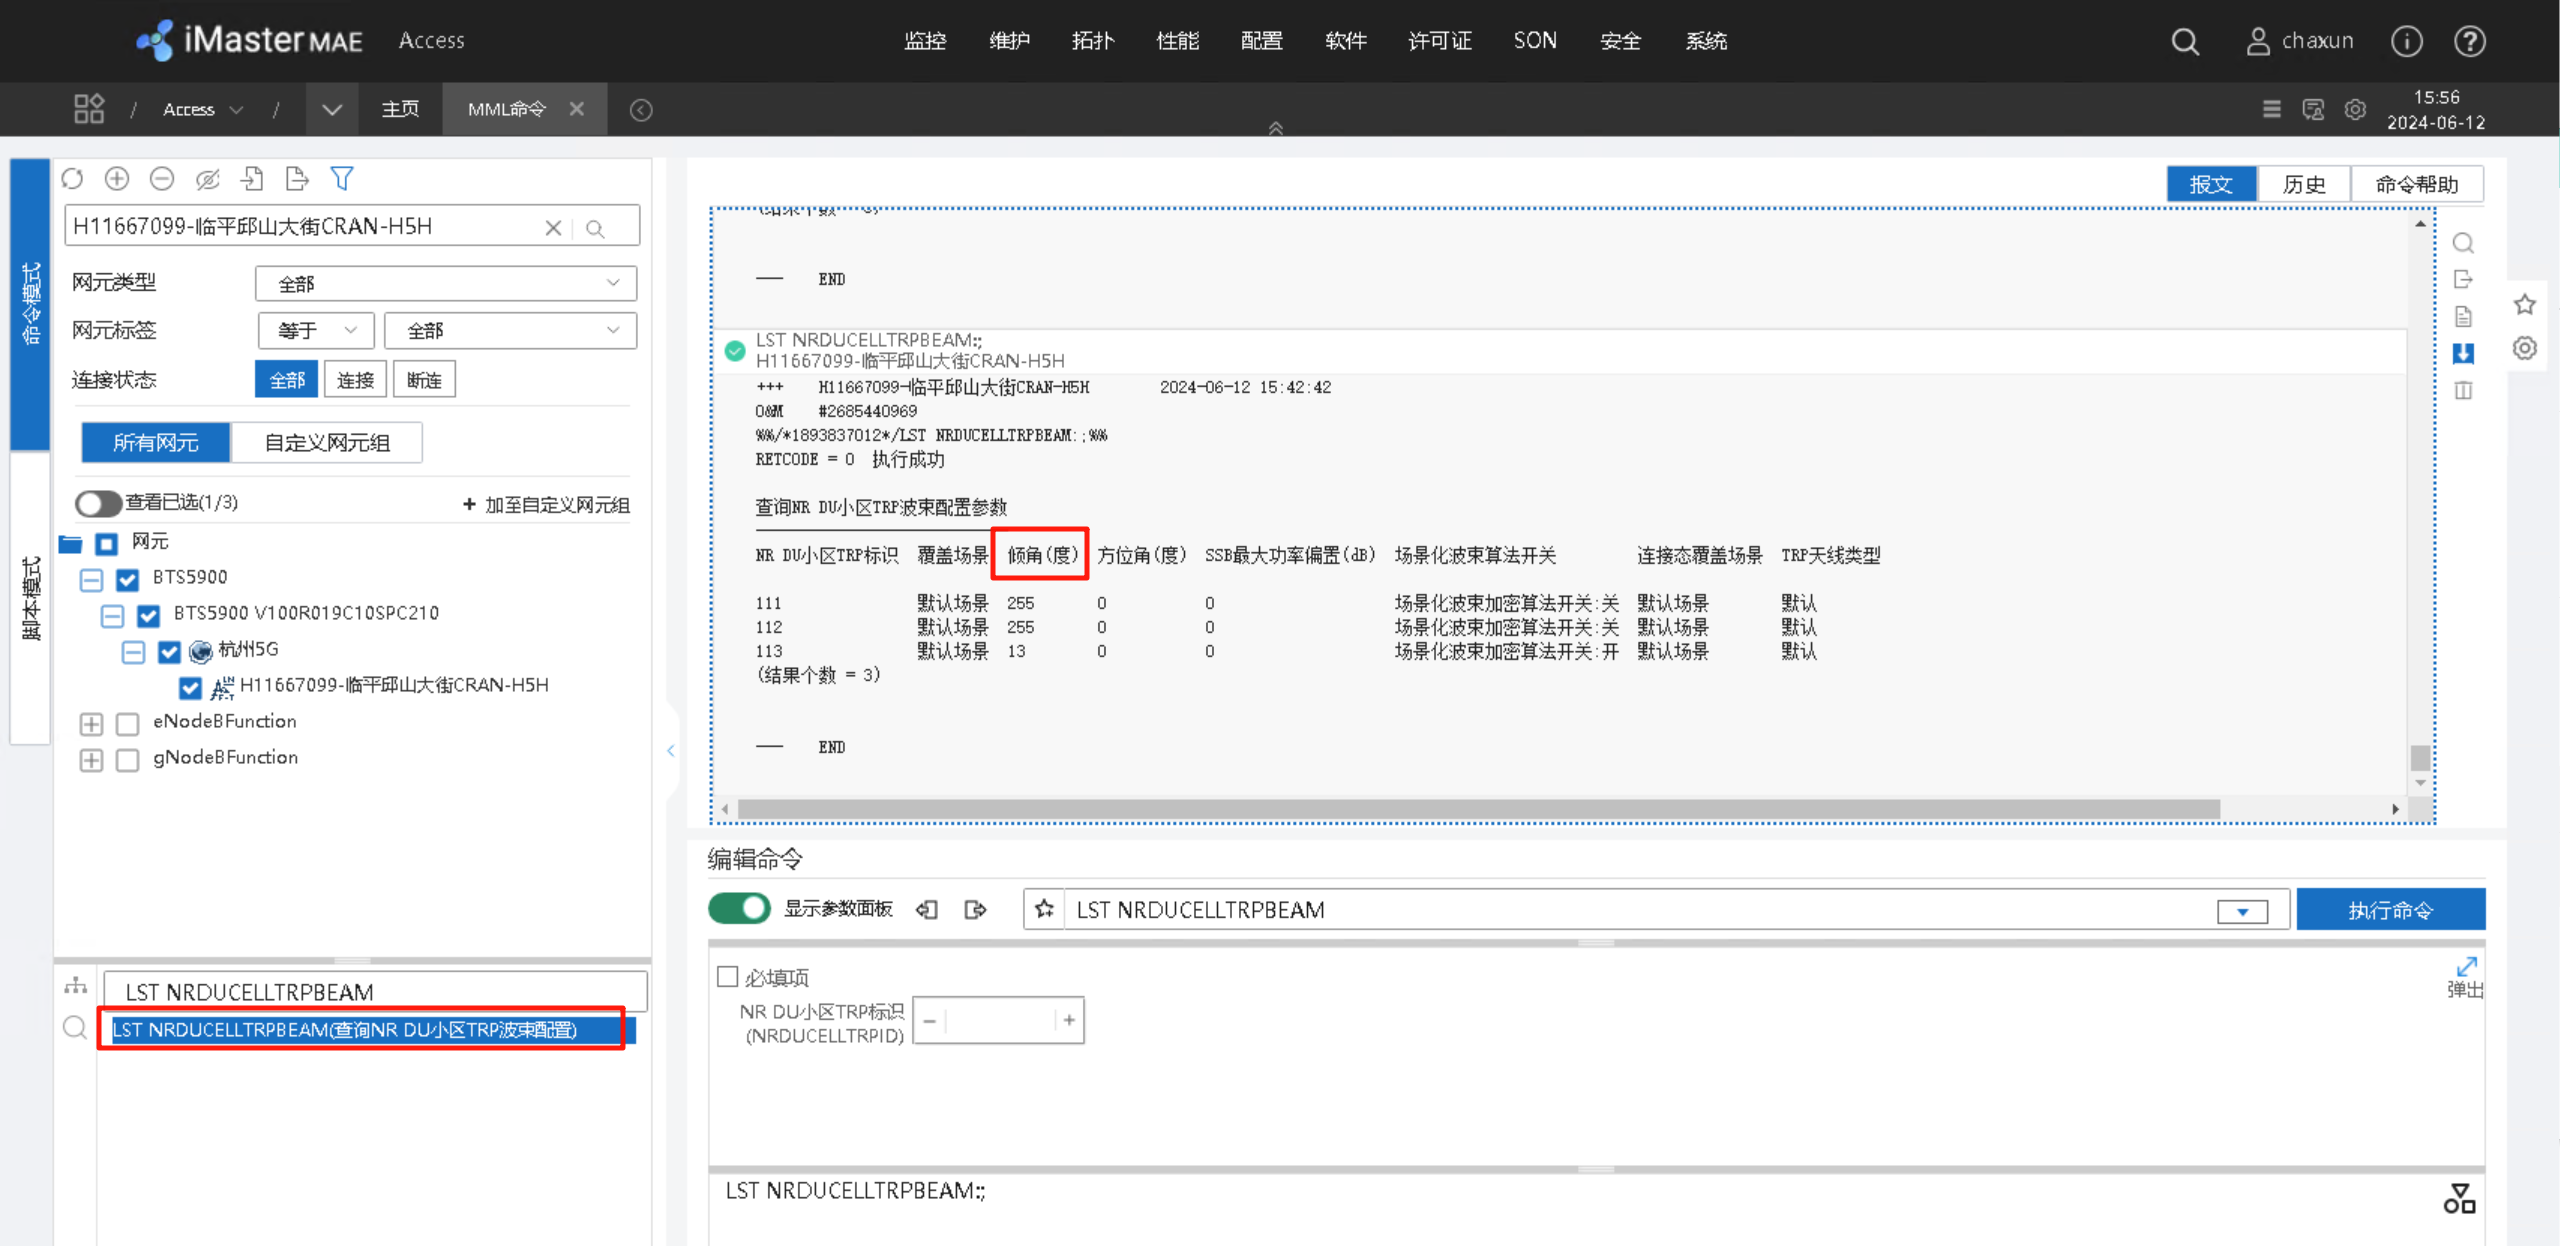 iMaster MAE Access 监控 维护 拓扑 性能 配置 软件 许可证 SON 安全 系统 chaxun
/ Access / 主页 MML命令 15:56
2024-06-12
命令模式
脚本模式
H11667099-临平邱山大街CRAN-H5H
网元类型 全部
网元标签 等于 全部
连接状态 全部 连接 断连
所有网元 自定义网元组
查看已选(1/3) + 加至自定义网元组
网元
BTS5900
BTS5900 V100R019C10SPC210
杭州5G
H11667099-临平邱山大街CRAN-H5H
eNodeBFunction
gNodeBFunction
LST NRDUCELLTRPBEAM
LST NRDUCELLTRPBEAM(查询NR DU小区TRP波束配置)
报文 历史 命令帮助
--- END
LST NRDUCELLTRPBEAM:;
H11667099-临平邱山大街CRAN-H5H
+++ H11667099-临平邱山大街CRAN-H5H 2024-06-12 15:42:42
O&M #2685440969
%%/*1893837012*/LST NRDUCELLTRPBEAM:;%%
RETCODE = 0 执行成功
查询NR DU小区TRP波束配置参数
NR DU小区TRP标识 覆盖场景 倾角(度) 方位角(度) SSB最大功率偏置(dB) 场景化波束算法开关 连接态覆盖场景 TRP天线类型
111 默认场景 255 0 0 场景化波束加密算法开关:关 默认场景 默认
112 默认场景 255 0 0 场景化波束加密算法开关:关 默认场景 默认
113 默认场景 13 0 0 场景化波束加密算法开关:开 默认场景 默认
(结果个数 = 3)
--- END
编辑命令
显示参数面板 LST NRDUCELLTRPBEAM 执行命令
必填项
弹出
NR DU小区TRP标识
(NRDUCELLTRPID)
LST NRDUCELLTRPBEAM:;